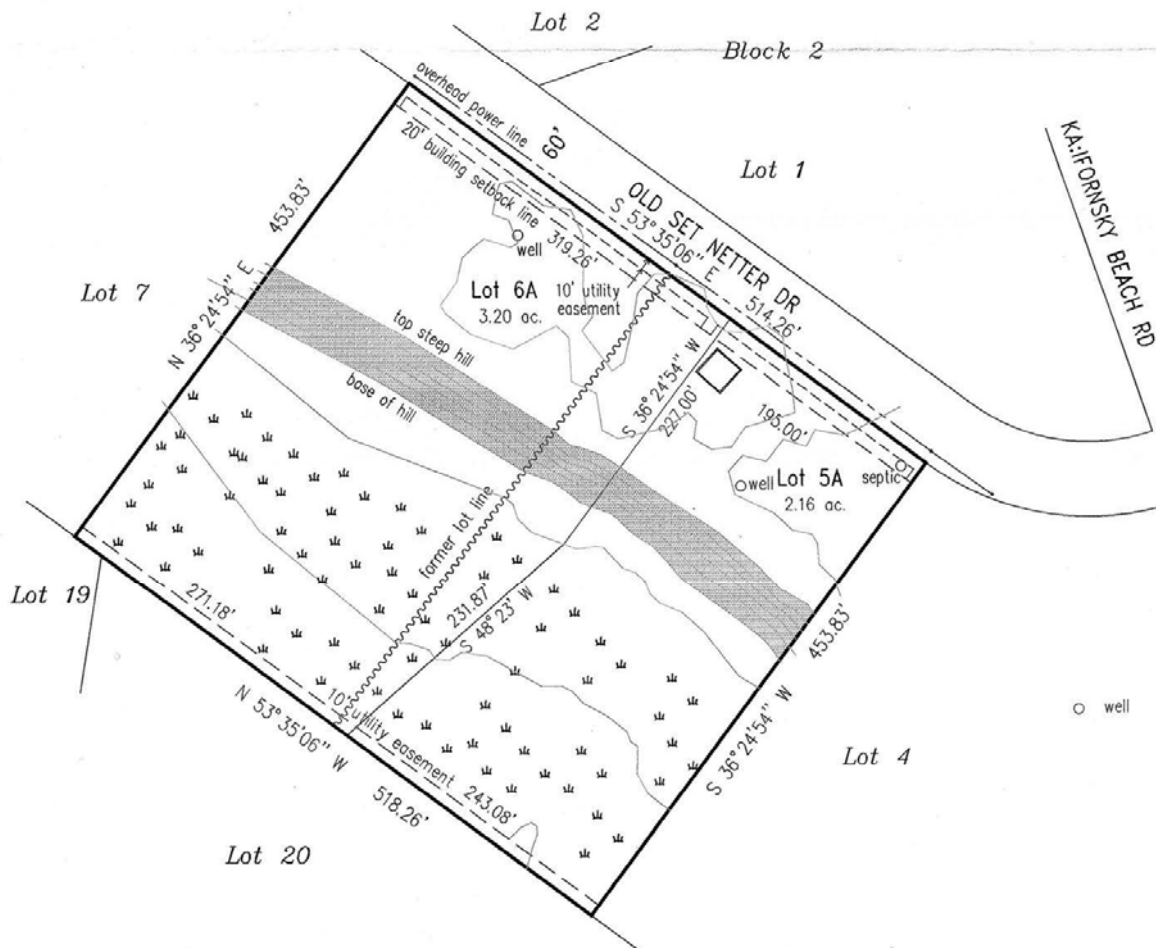 Lot 2
Block 2
overhead power line
60'
KA:IFORNSKY BEACH RD
Lot 1
20' building setback line
OLD SET NETTER DR
S 53°35'06" E
514.26'
453.83'
319.26'
well
Lot 7
N 36°24'54" E
Lot 6A
3.20 ac.
10' utility
easement
top steep hill
base of hill
S 36°24'54" W
227.00'
195.00'
well
Lot 5A
2.16 ac.
septic
former lot line
Lot 19
271.18'
231.87'
S 48°23' W
453.83'
S 36°24'54" W
well
Lot 4
N 53°35'06" W
10' utility easement
243.08'
518.26'
Lot 20